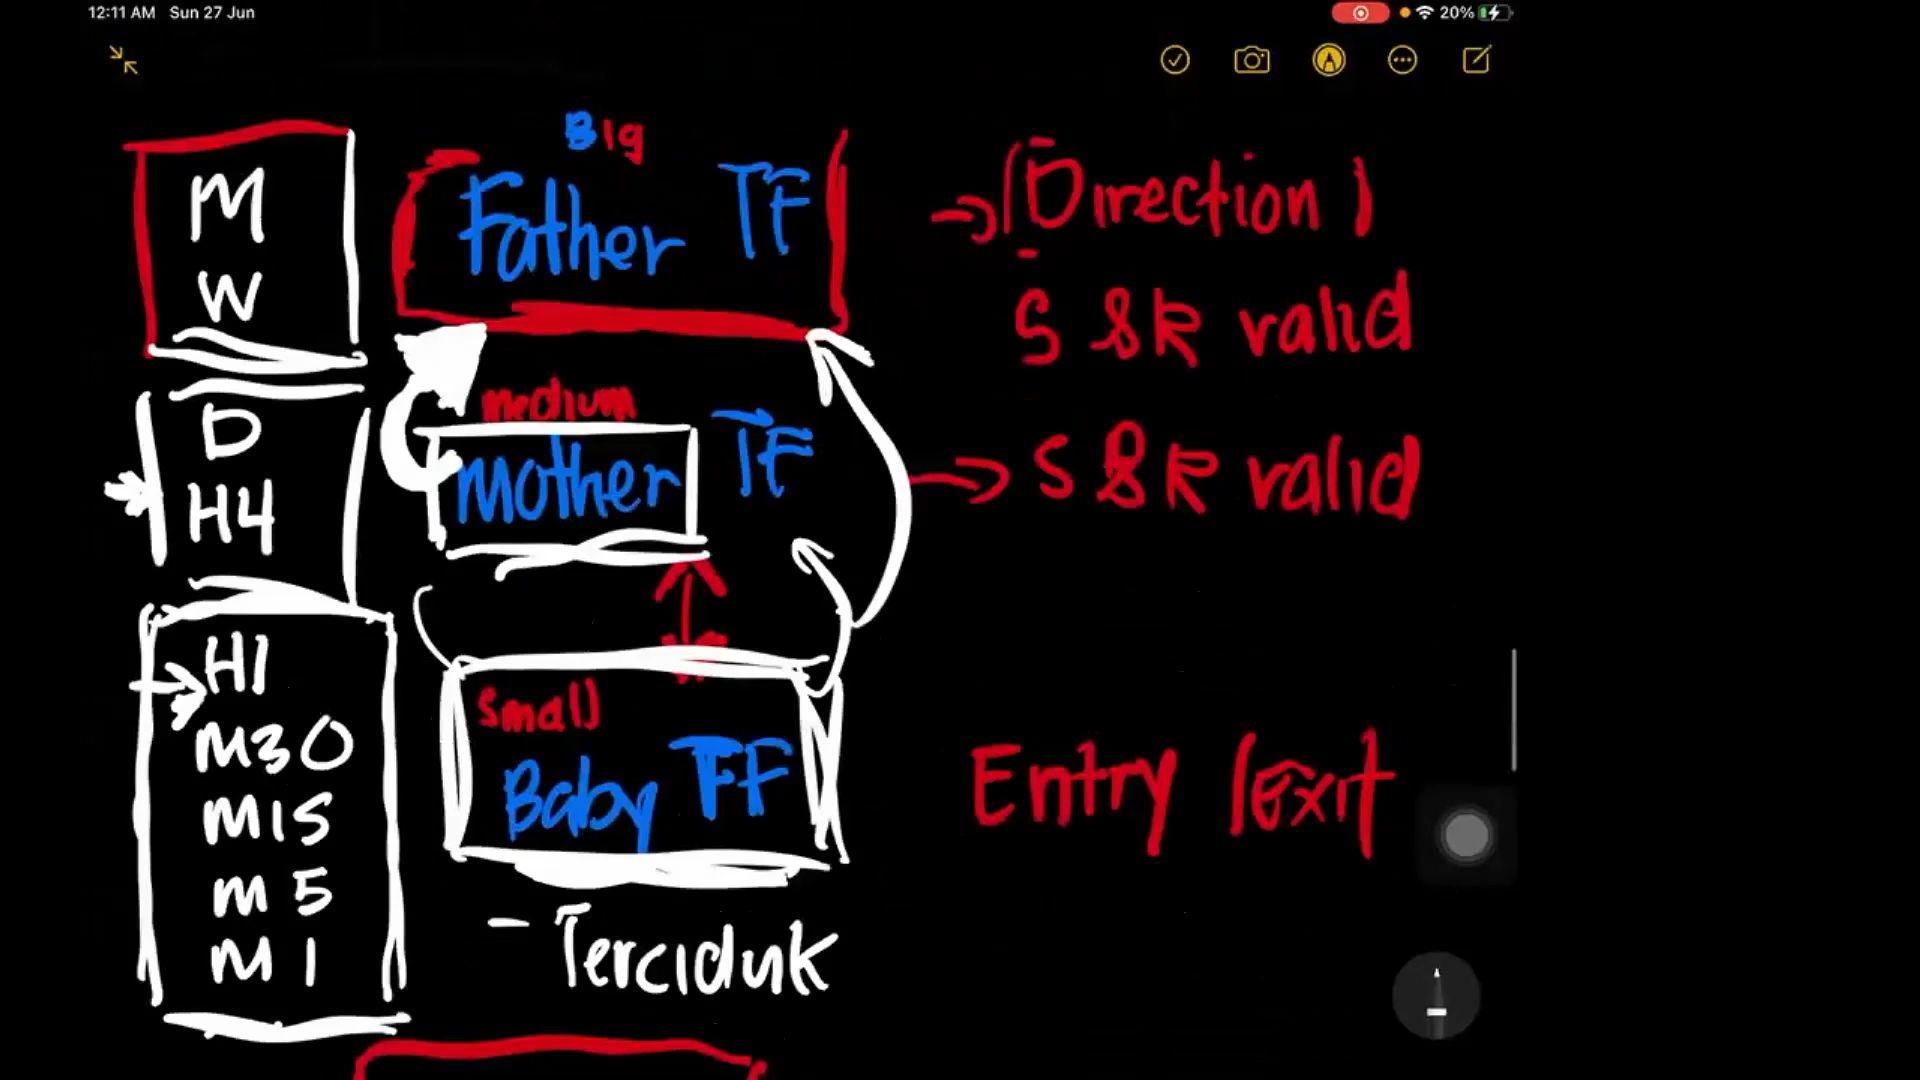 12:11 AM Sun 27 Jun 20%
Big
M Father TF → (Direction)
W S & R valid
medium
D Mother TF → S & R valid
H4
H1
small
M30 Baby TF Entry / exit
M15
M5
M1 - Terciduk